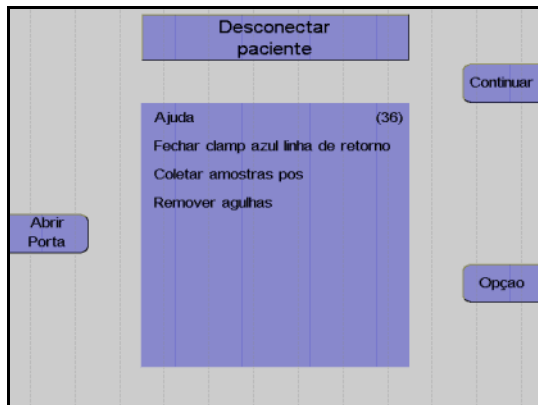 Desconectar
paciente
Continuar
Ajuda (36)
Fechar clamp azul linha de retorno
Coletar amostras pos
Remover agulhas
Abrir
Porta
Opçao